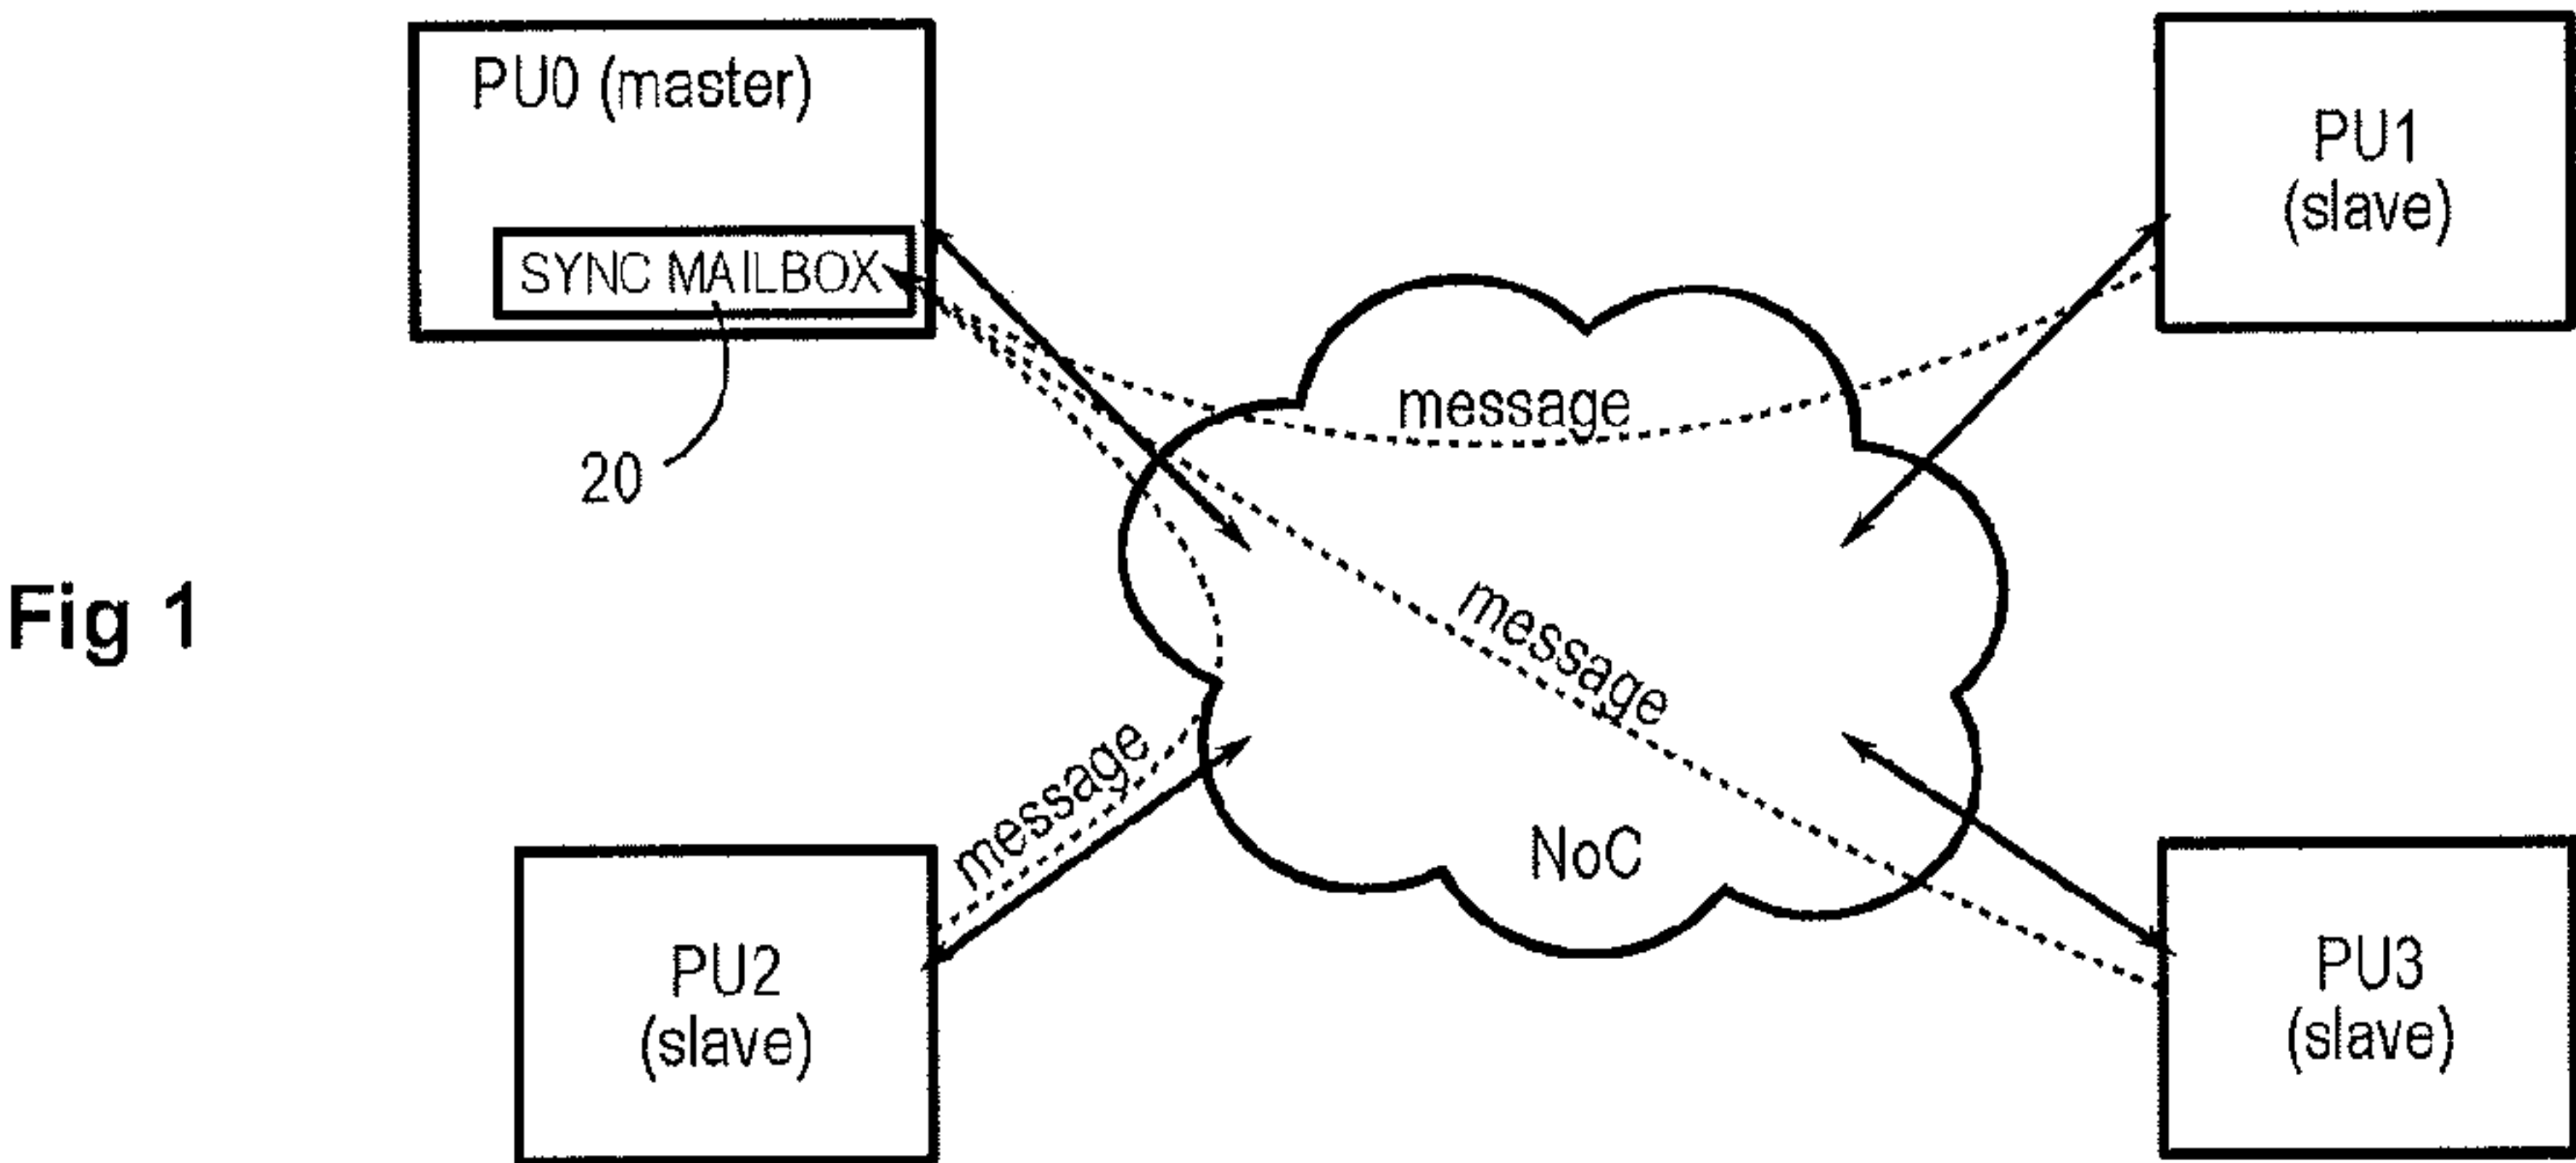 PU0 (master)
SYNC MAILBOX
20
PU1
(slave)
message
message
message
NoC
Fig 1
PU2
(slave)
PU3
(slave)